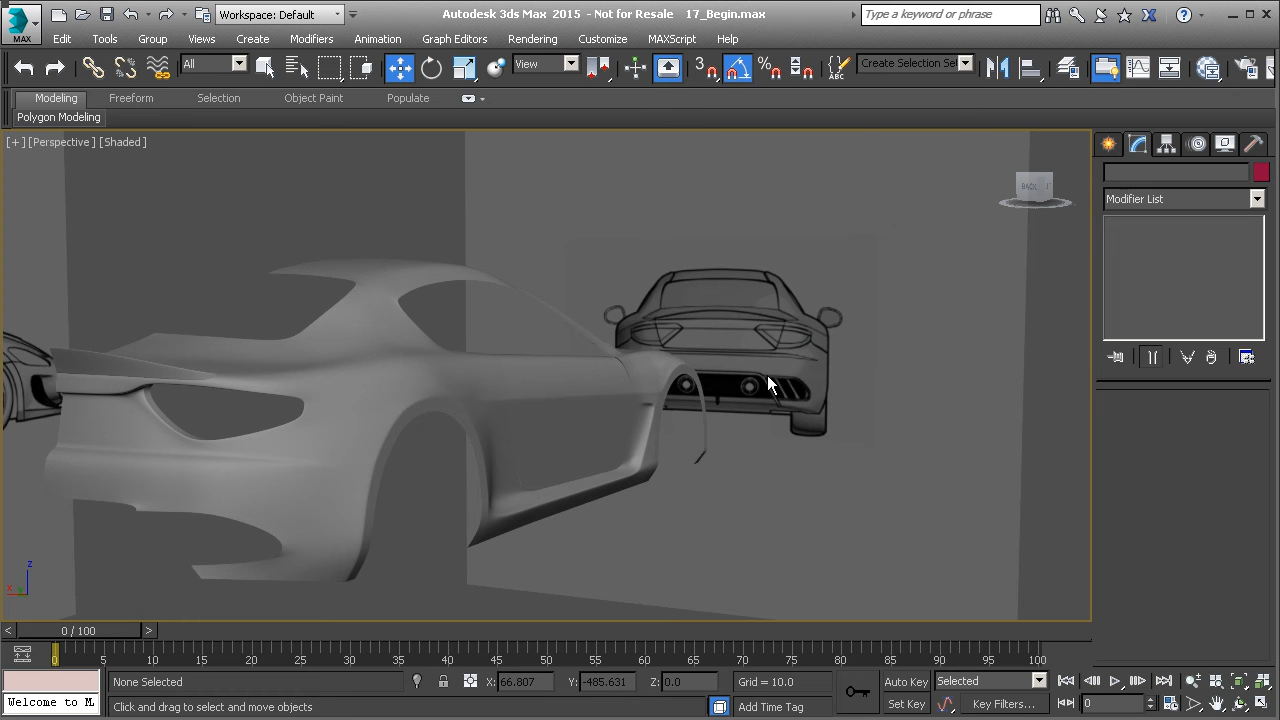 Workspace: Default
Autodesk 3ds Max 2015 - Not for Resale 17_Begin.max
Type a keyword or phrase
MAX
Edit Tools Group Views Create Modifiers Animation Graph Editors Rendering Customize MAXScript Help
All
View
3
%
ABC
Create Selection Se
Modeling Freeform Selection Object Paint Populate
Polygon Modeling
[+] [Perspective] [Shaded]
BACK
Modifier List
z
x
0 / 100
0 5 10 15 20 25 30 35 40 45 50 55 60 65 70 75 80 85 90 95 100
None Selected
X: 66.807
Y: -485.631
Z: 0.0
Grid = 10.0
Auto Key
Selected
Welcome to M
Click and drag to select and move objects
Add Time Tag
Set Key
Key Filters...
0